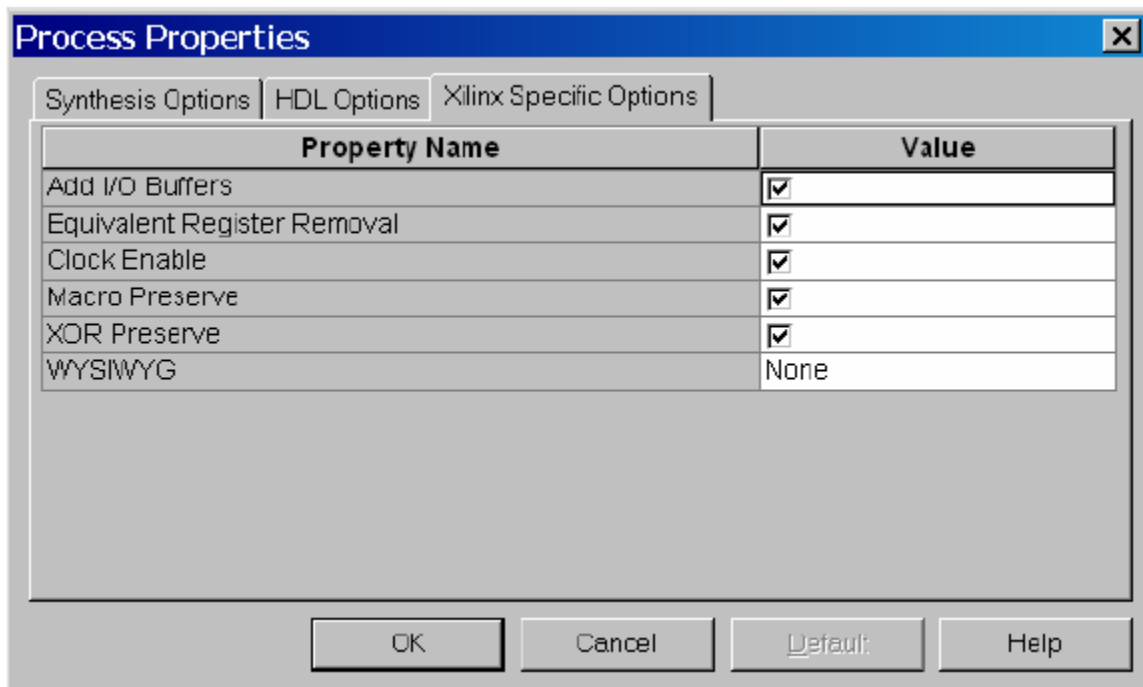 Process Properties
Synthesis Options HDL Options Xilinx Specific Options
Property Name Value
Add I/O Buffers
Equivalent Register Removal
Clock Enable
Macro Preserve
XOR Preserve
WYSIWYG None
OK Cancel Default Help